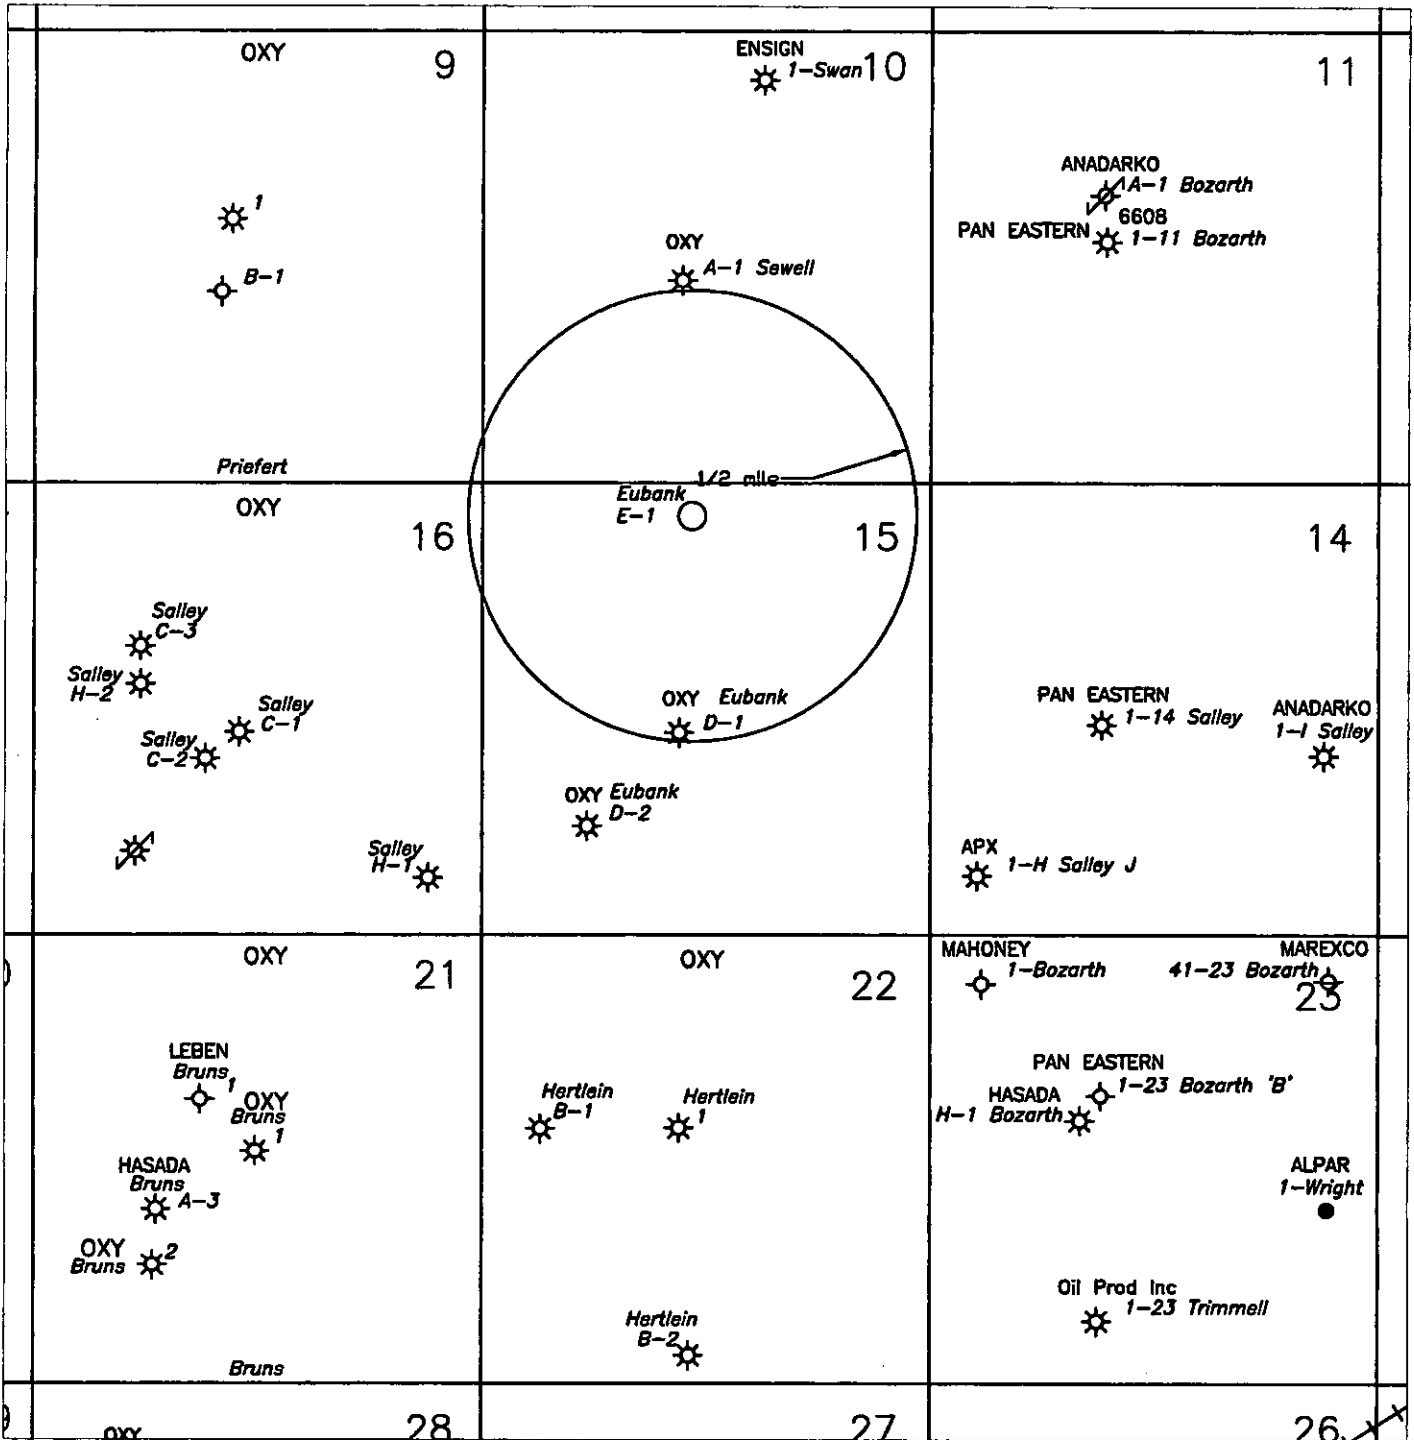 OXY
9
1
B-1
Priefert
ENSIGN
1-Swan
10
OXY
A-1 Sewell
11
ANADARKO
A-1 Bozarth
6608
PAN EASTERN
1-11 Bozarth
OXY
16
Salley
C-3
Salley
H-2
Salley
C-1
Salley
C-2
Salley
H-1
1/2 mile
Eubank
E-1
15
OXY Eubank
D-1
OXY Eubank
D-2
14
PAN EASTERN
1-14 Salley
ANADARKO
1-I Salley
APX
1-H Salley J
OXY
21
LEBEN
Bruns
1
OXY
Bruns
1
HASADA
Bruns
A-3
OXY
Bruns
2
Bruns
OXY
22
Hertlein
B-1
Hertlein
1
Hertlein
B-2
MAHONEY
1-Bozarth
MAREXCO
41-23 Bozarth
23
PAN EASTERN
1-23 Bozarth 'B'
HASADA
H-1 Bozarth
ALPAR
1-Wright
Oil Prod Inc
1-23 Trimmell
OXY
28
27
26